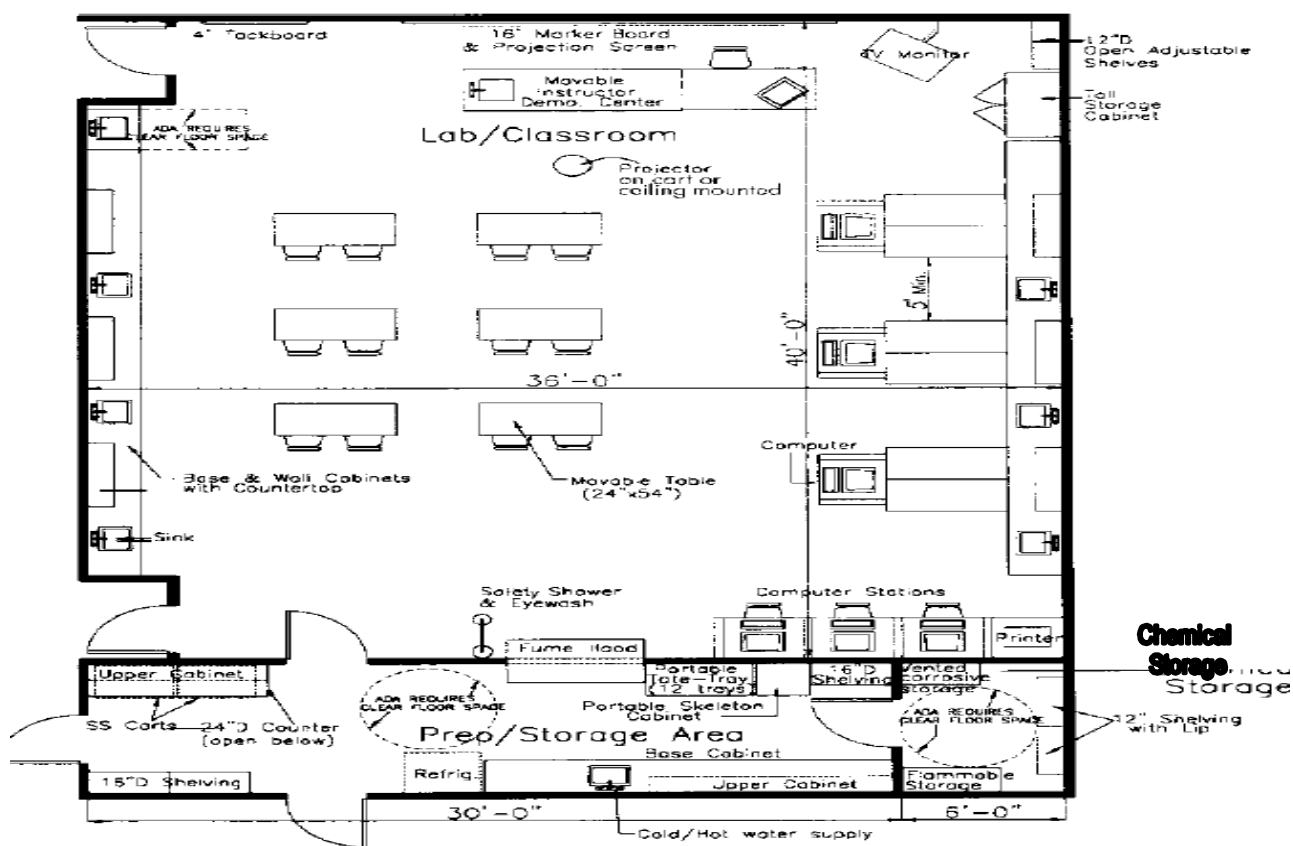 4' Tackboard
16' Marker Board
& Projection Screen
TV Monitor
12"D
Open Adjustable
Shelves
Movable
Instructor
Demo. Center
Tall
Storage
Cabinet
ADA REQUIRES
CLEAR FLOOR SPACE
Lab/Classroom
Projector
on cart or
ceiling mounted
5' Min.
40'-0"
36'-0"
Computer
Base & Wall Cabinets
with Countertop
Movable Table
(24"x54")
Sink
Safety Shower
& Eyewash
Computer Stations
Fume Hood
Printer
Chemical
Storage
Storage
Upper Cabinet
Portable
Tote-Tray
(12 trays)
16"D
Shelving
Vented
Corrosive
Storage
ADA REQUIRES
CLEAR FLOOR SPACE
Portable Skeleton
Cabinet
ADA REQUIRES
CLEAR FLOOR SPACE
12" Shelving
with Lip
SS Carts
24"D Counter
(open below)
Prep/Storage Area
Base Cabinet
16"D Shelving
Refrig.
Upper Cabinet
Flammable
Storage
30'-0"
6'-0"
Cold/Hot water supply